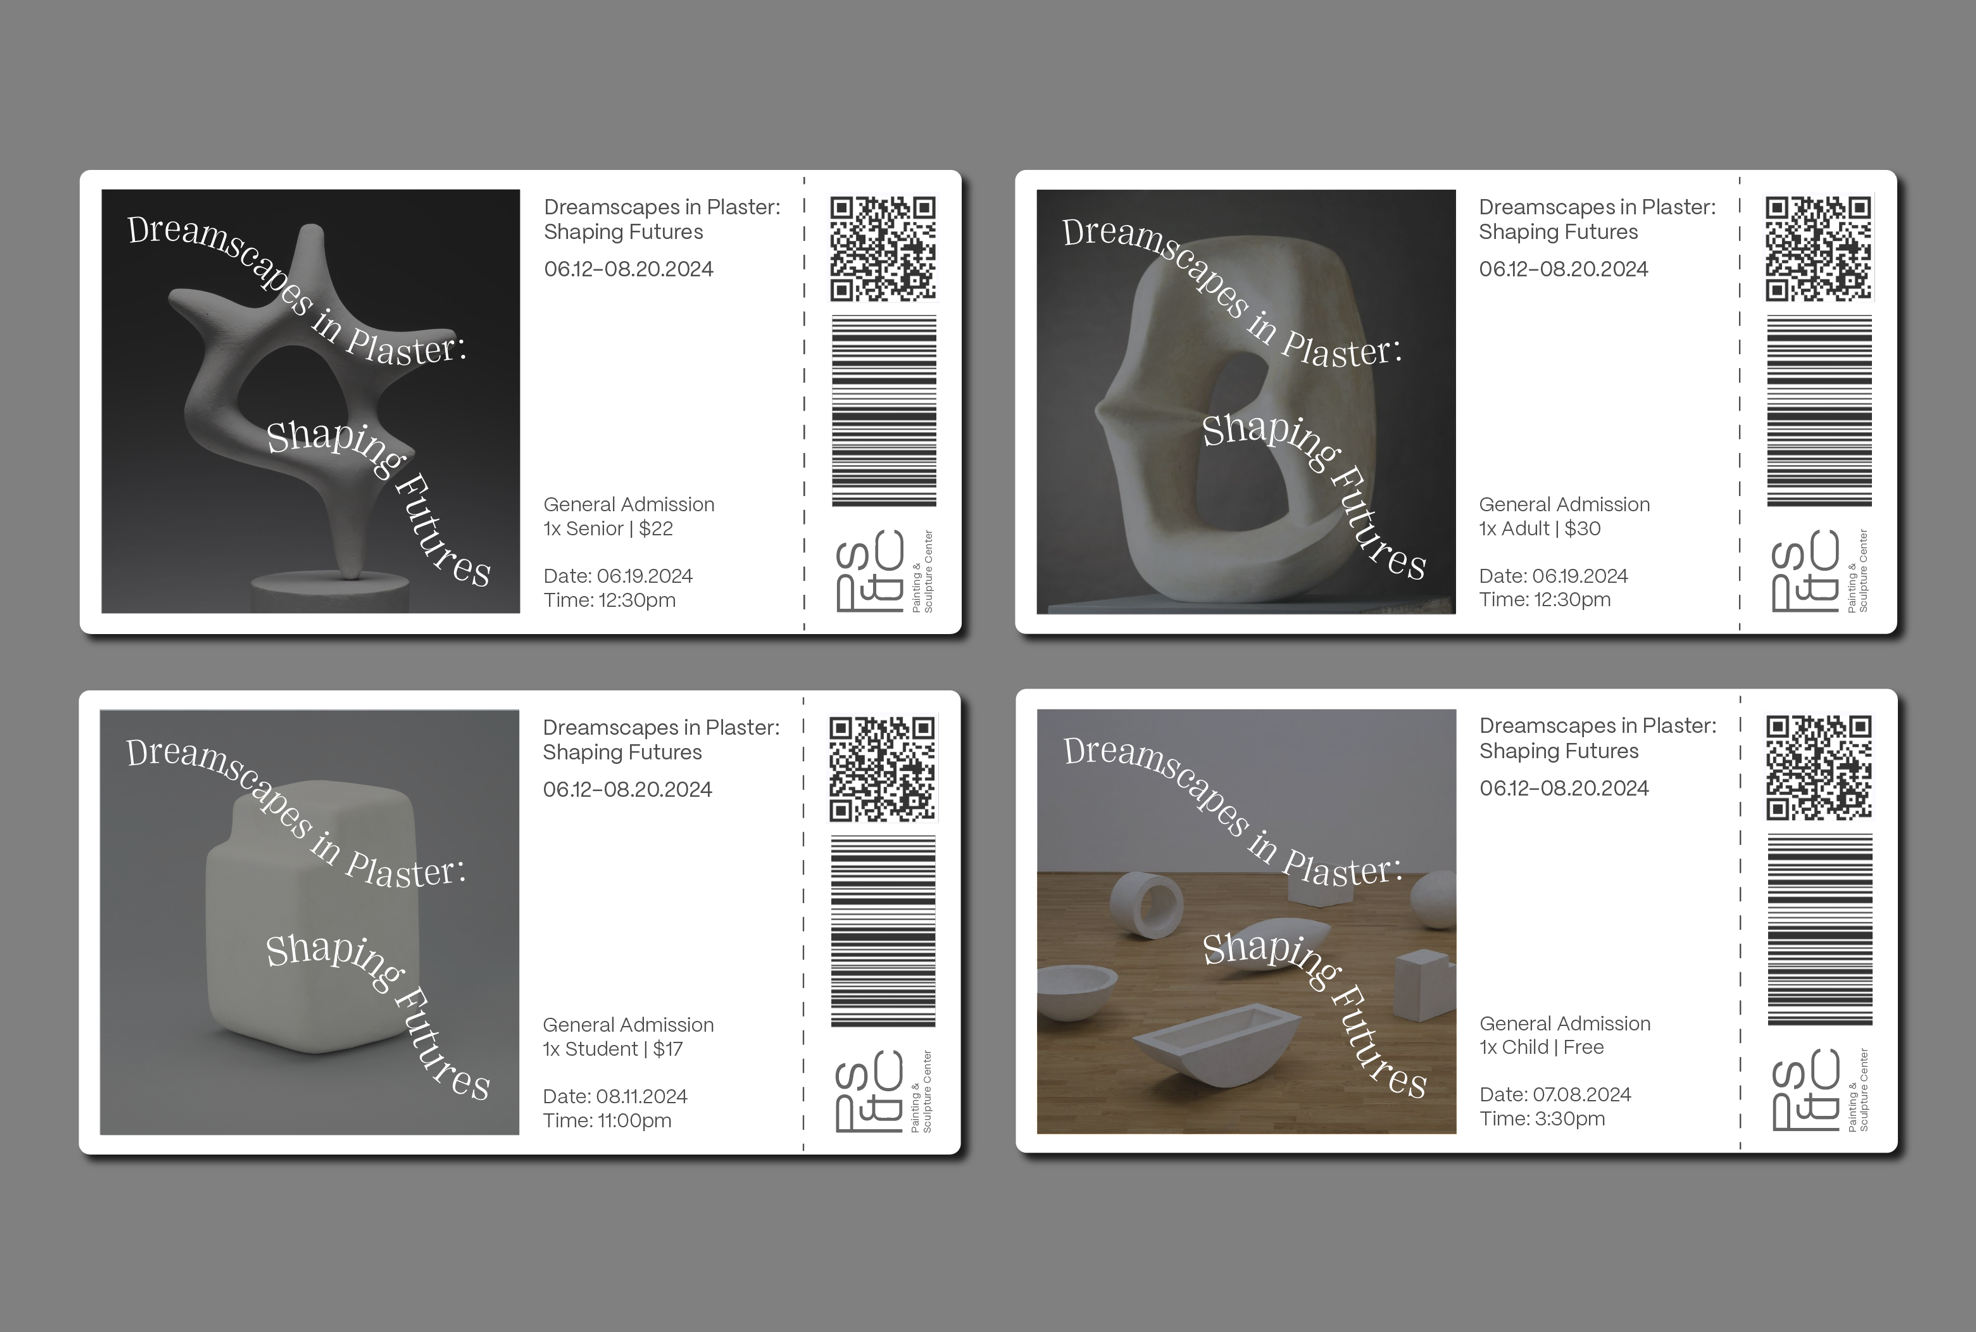 Dreamscapes in Plaster:
Shaping Futures
Dreamscapes in Plaster:
Shaping Futures
06.12–08.20.2024
General Admission
1x Senior | $22
Date: 06.19.2024
Time: 12:30pm
PS&C
Painting &
Sculpture Center
Dreamscapes in Plaster:
Shaping Futures
Dreamscapes in Plaster:
Shaping Futures
06.12–08.20.2024
General Admission
1x Adult | $30
Date: 06.19.2024
Time: 12:30pm
PS&C
Painting &
Sculpture Center
Dreamscapes in Plaster:
Shaping Futures
Dreamscapes in Plaster:
Shaping Futures
06.12–08.20.2024
General Admission
1x Student | $17
Date: 08.11.2024
Time: 11:00pm
PS&C
Painting &
Sculpture Center
Dreamscapes in Plaster:
Shaping Futures
Dreamscapes in Plaster:
Shaping Futures
06.12–08.20.2024
General Admission
1x Child | Free
Date: 07.08.2024
Time: 3:30pm
PS&C
Painting &
Sculpture Center